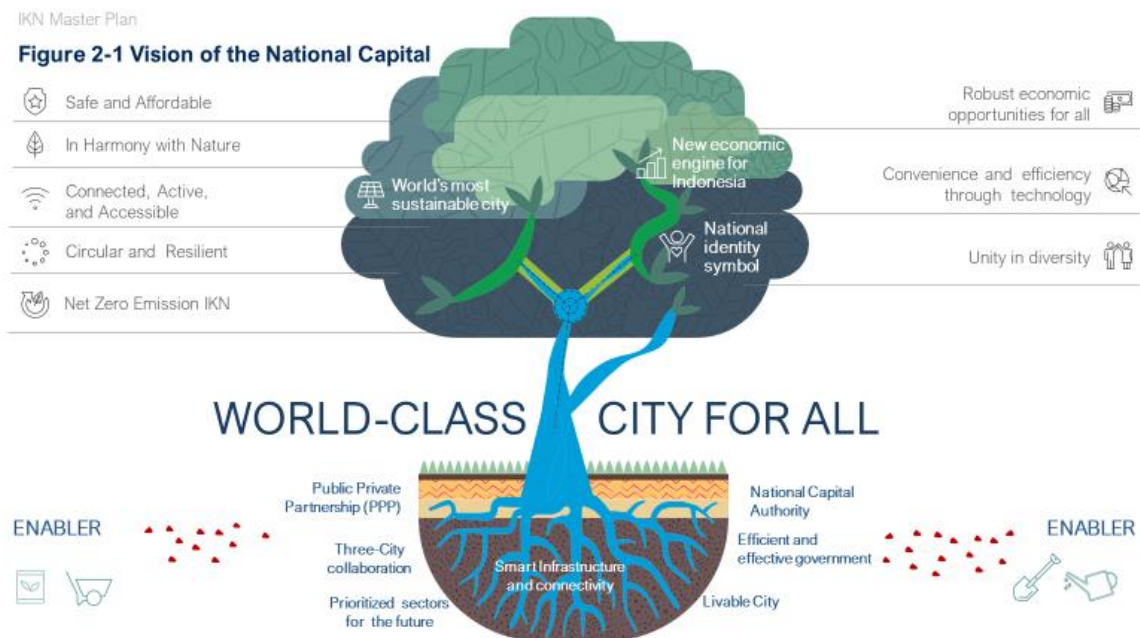 IKN Master Plan
Figure 2-1 Vision of the National Capital
Safe and Affordable
In Harmony with Nature
Connected, Active,
and Accessible
Circular and Resilient
Net Zero Emission IKN
World's most
sustainable city
New economic
engine for
Indonesia
National
identity
symbol
Robust economic
opportunities for all
Convenience and efficiency
through technology
Unity in diversity
WORLD-CLASS CITY FOR ALL
ENABLER
Public Private
Partnership (PPP)
Three-City
collaboration
Prioritized sectors
for the future
Smart Infrastructure
and connectivity
National Capital
Authority
Efficient and
effective government
Livable City
ENABLER